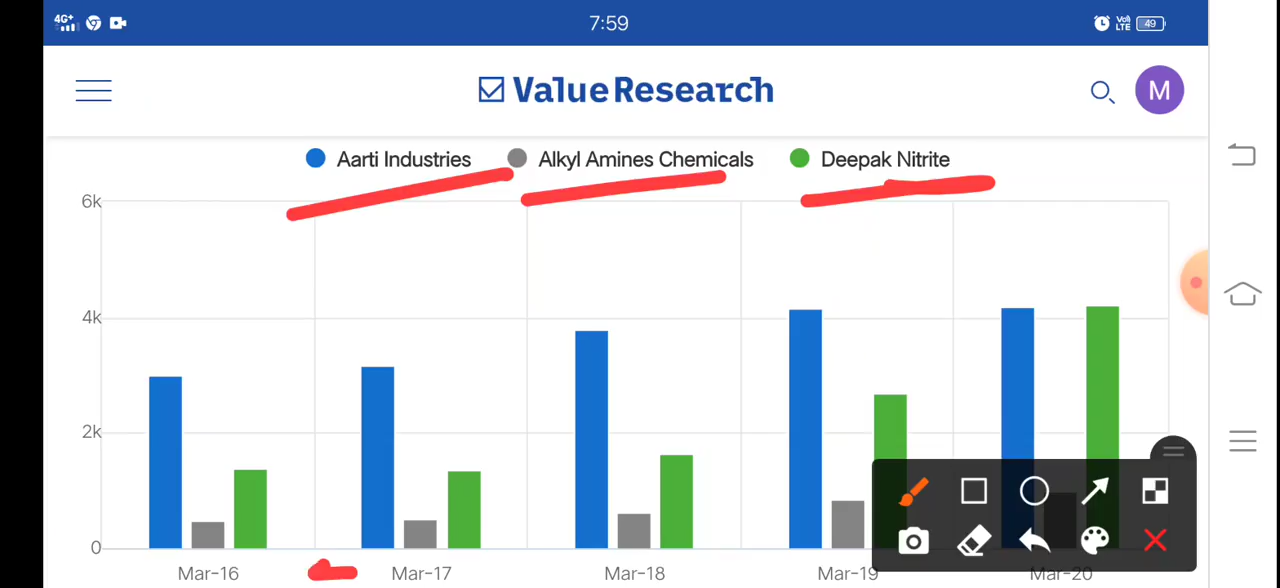 4G+ 7:59 Vo) LTE 49
Value Research M
Aarti Industries Alkyl Amines Chemicals Deepak Nitrite
6k
4k
2k
0
Mar-16 Mar-17 Mar-18 Mar-19 Mar-20